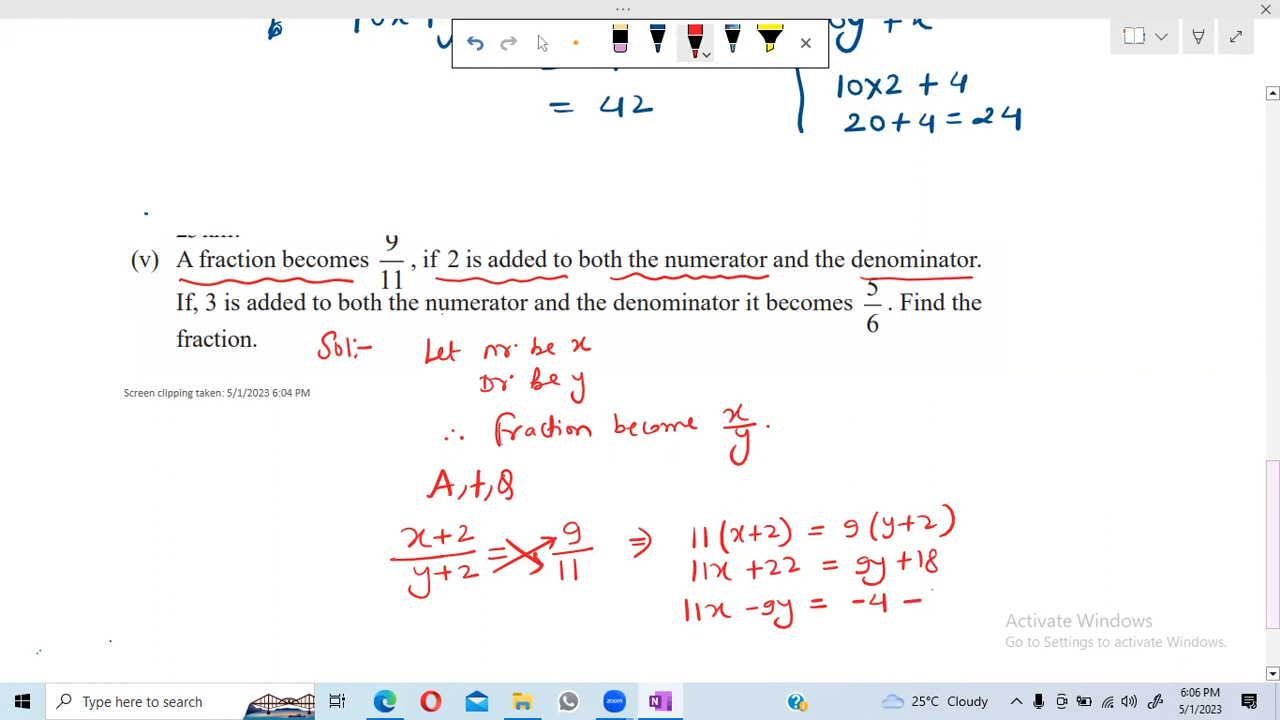 = 42
10x2 + 4
20+4 = 24
(v) A fraction becomes 9/11, if 2 is added to both the numerator and the denominator.
If, 3 is added to both the numerator and the denominator it becomes 5/6. Find the
fraction.
Sol:- Let nr. be x
Dr. be y
Screen clipping taken: 5/1/2023 6:04 PM
∴ fraction become x/y.
A,t,Q
x+2/y+2 = 9/11 ⇒ 11(x+2) = 9(y+2)
11x +22 = 9y +18
11x -9y = -4 -
Activate Windows
Go to Settings to activate Windows.
Type here to search
25°C Cloudy
6:06 PM
5/1/2023